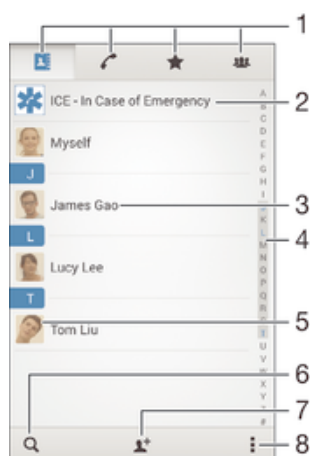 1
ICE - In Case of Emergency
2
Myself
J
James Gao
3
L
4
Lucy Lee
T
Tom Liu
5
6
7
8
A
B
C
D
E
F
G
H
I
J
K
L
M
N
O
P
Q
R
S
T
U
V
W
X
Y
#